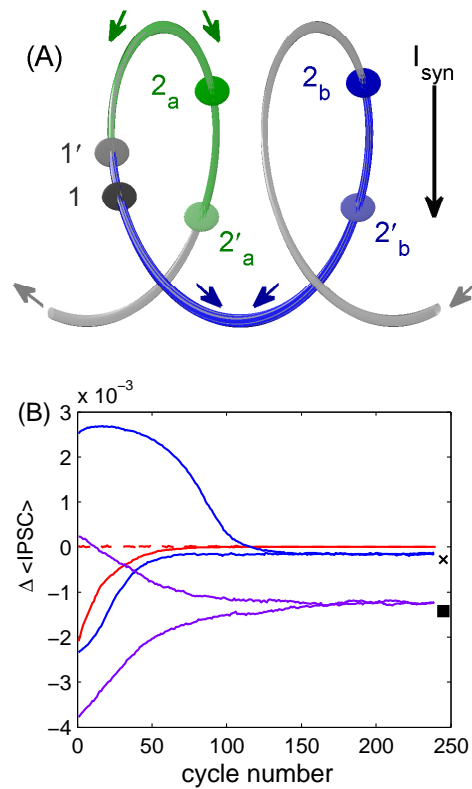 (A)
2a
2b
Isyn
1′
1
2′a
2′b
(B)
x 10−3
3
2
1
0
−1
−2
−3
−4
Δ <IPSC>
0 50 100 150 200 250
cycle number